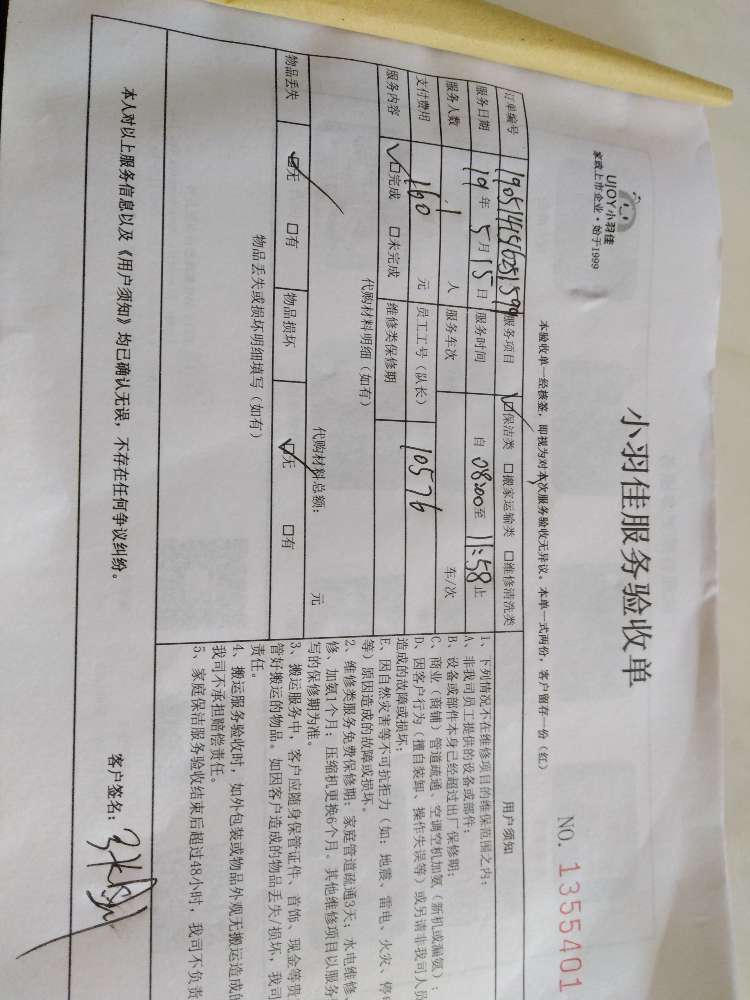 UJOY小羽佳
家政上市企业·始于1999
小羽佳服务验收单
NO. 1355401
本验收单一经核签，即视为对本次服务验收无异议。本单一式两份，客户留存一份（红）
订单编号 19051415625159 服务项目 ☑保洁类 □搬家运输类 □维修清洗类
服务日期 19年5月15日 服务时间 自 08:00 至 11:58 止
服务人数 1 人 服务车次 车/次
支付费用 160 元 员工工号（队长） 10576
服务内容 ☑完成 □未完成 维修类保修期
代购材料明细（如有）
代购材料总额： 元
物品丢失 ☑无 □有 物品损坏 ☑无 □有
物品丢失或损坏明细填写（如有）
用户须知
1、下列情况不在维修项目的维保范围之内：
A、非我司员工提供的设备或部件；
B、设备或部件本身已经超过出厂保修期；
C、商业（商铺）管道疏通、空调空机加氨（新机或漏氨）；
D、因客户行为（擅自装卸、操作失误等）或另请非我司人员
造成的故障或损坏；
E、因自然灾害等不可抗拒力（如：地震、雷电、火灾、停电
等）原因造成的故障或损坏。
2、维修类服务免费保修期：家庭管道疏通3天；水电维修、
修、加氨1个月；压缩机更换6个月。其他维修项目以服务
写的保修期为准。
3、搬运服务中，客户应随身保管证件、首饰、现金等贵
管好搬运的物品。如因客户造成的物品丢失/损坏，我司
责任。
4、搬运服务验收时，如外包装或物品外观无搬运造成的
我司不承担赔偿责任。
5、家庭保洁服务验收结束后超过48小时，我司不负责
本人对以上服务信息以及《用户须知》均已确认无误，不存在任何争议纠纷。 客户签名：